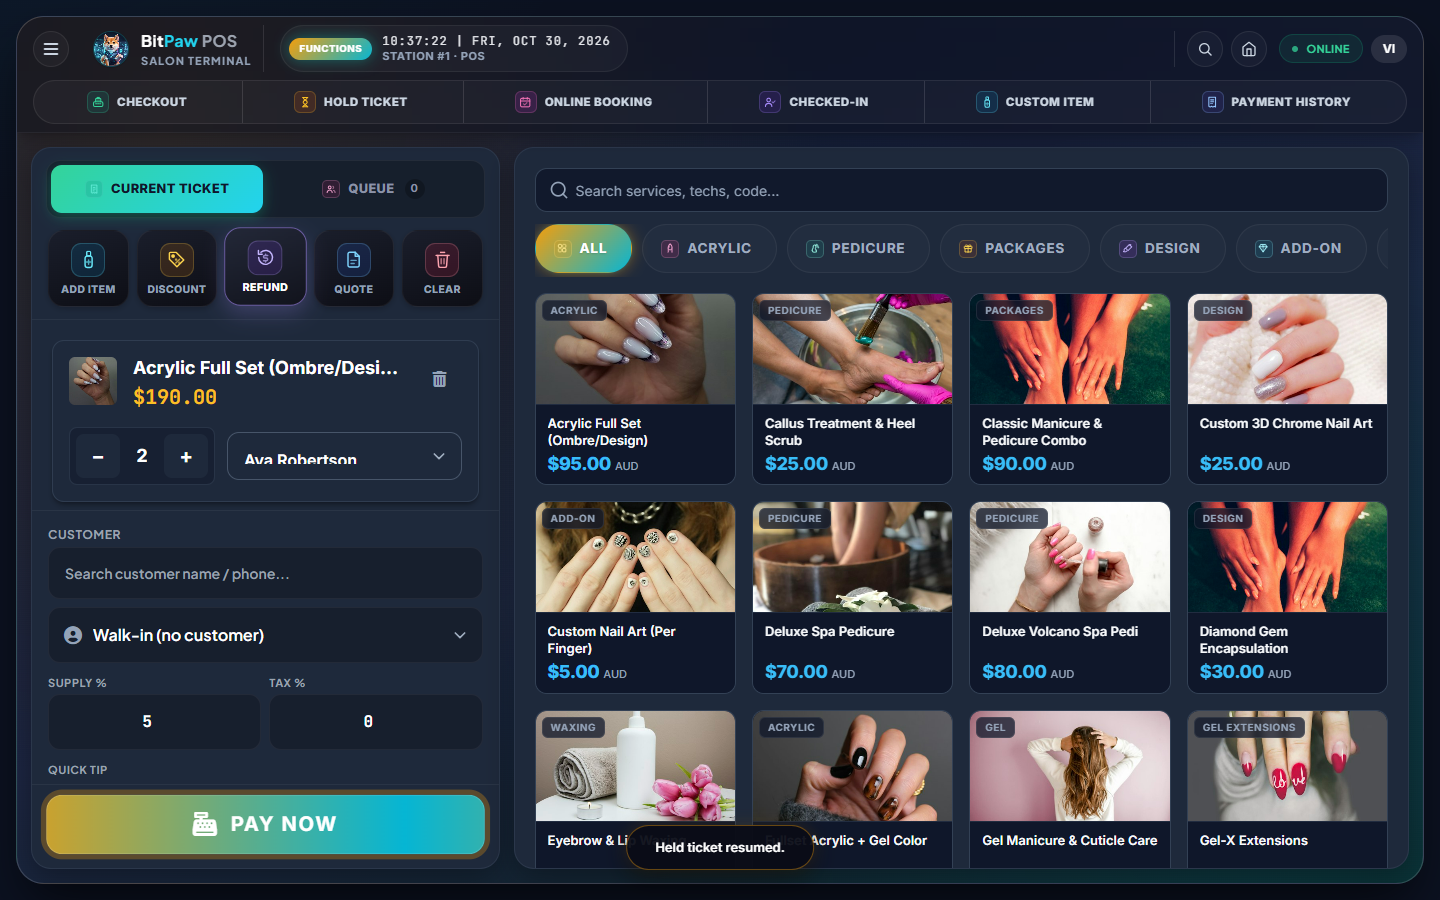 BitPaw POS
SALON TERMINAL
FUNCTIONS
10:37:22 | FRI, OCT 30, 2026
STATION #1 · POS
ONLINE
VI
CHECKOUT
HOLD TICKET
ONLINE BOOKING
CHECKED-IN
CUSTOM ITEM
PAYMENT HISTORY
CURRENT TICKET
QUEUE 0
ADD ITEM
DISCOUNT
REFUND
QUOTE
CLEAR
Acrylic Full Set (Ombre/Desi...
$190.00
− 2 +
Ava Robertson
CUSTOMER
Search customer name / phone...
Walk-in (no customer)
SUPPLY %
TAX %
5
0
QUICK TIP
PAY NOW
Search services, techs, code...
ALL
ACRYLIC
PEDICURE
PACKAGES
DESIGN
ADD-ON
ACRYLIC
Acrylic Full Set
(Ombre/Design)
$95.00 AUD
PEDICURE
Callus Treatment & Heel
Scrub
$25.00 AUD
PACKAGES
Classic Manicure &
Pedicure Combo
$90.00 AUD
DESIGN
Custom 3D Chrome Nail Art
$25.00 AUD
ADD-ON
Custom Nail Art (Per
Finger)
$5.00 AUD
PEDICURE
Deluxe Spa Pedicure
$70.00 AUD
PEDICURE
Deluxe Volcano Spa Pedi
$80.00 AUD
DESIGN
Diamond Gem
Encapsulation
$30.00 AUD
WAXING
Eyebrow & Lip Waxing
ACRYLIC
Fullset Acrylic + Gel Color
GEL
Gel Manicure & Cuticle Care
GEL EXTENSIONS
love
Gel-X Extensions
Held ticket resumed.